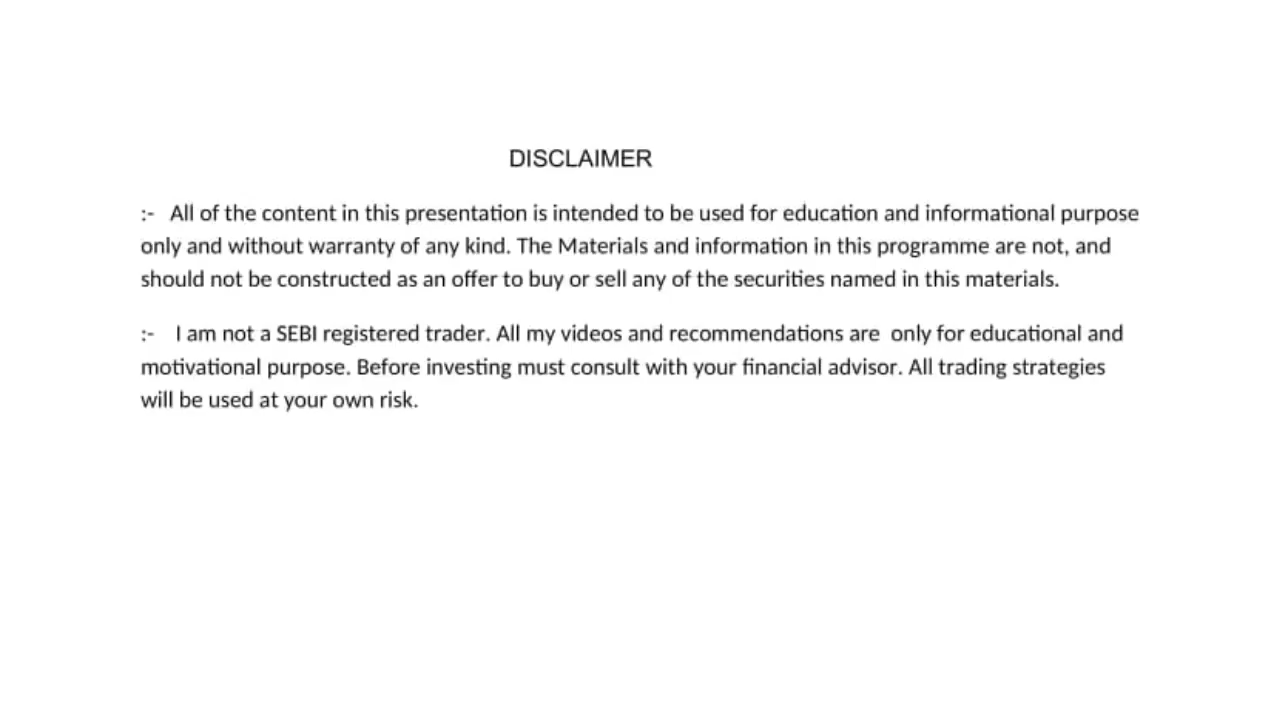 DISCLAIMER
:- All of the content in this presentation is intended to be used for education and informational purpose
only and without warranty of any kind. The Materials and information in this programme are not, and
should not be constructed as an offer to buy or sell any of the securities named in this materials.
:- I am not a SEBI registered trader. All my videos and recommendations are only for educational and
motivational purpose. Before investing must consult with your financial advisor. All trading strategies
will be used at your own risk.